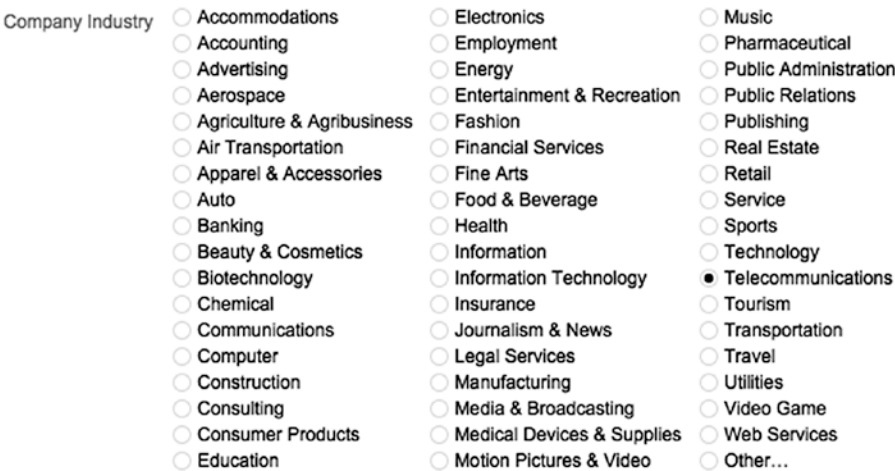 Company Industry
Accommodations
Accounting
Advertising
Aerospace
Agriculture & Agribusiness
Air Transportation
Apparel & Accessories
Auto
Banking
Beauty & Cosmetics
Biotechnology
Chemical
Communications
Computer
Construction
Consulting
Consumer Products
Education
Electronics
Employment
Energy
Entertainment & Recreation
Fashion
Financial Services
Fine Arts
Food & Beverage
Health
Information
Information Technology
Insurance
Journalism & News
Legal Services
Manufacturing
Media & Broadcasting
Medical Devices & Supplies
Motion Pictures & Video
Music
Pharmaceutical
Public Administration
Public Relations
Publishing
Real Estate
Retail
Service
Sports
Technology
Telecommunications
Tourism
Transportation
Travel
Utilities
Video Game
Web Services
Other...